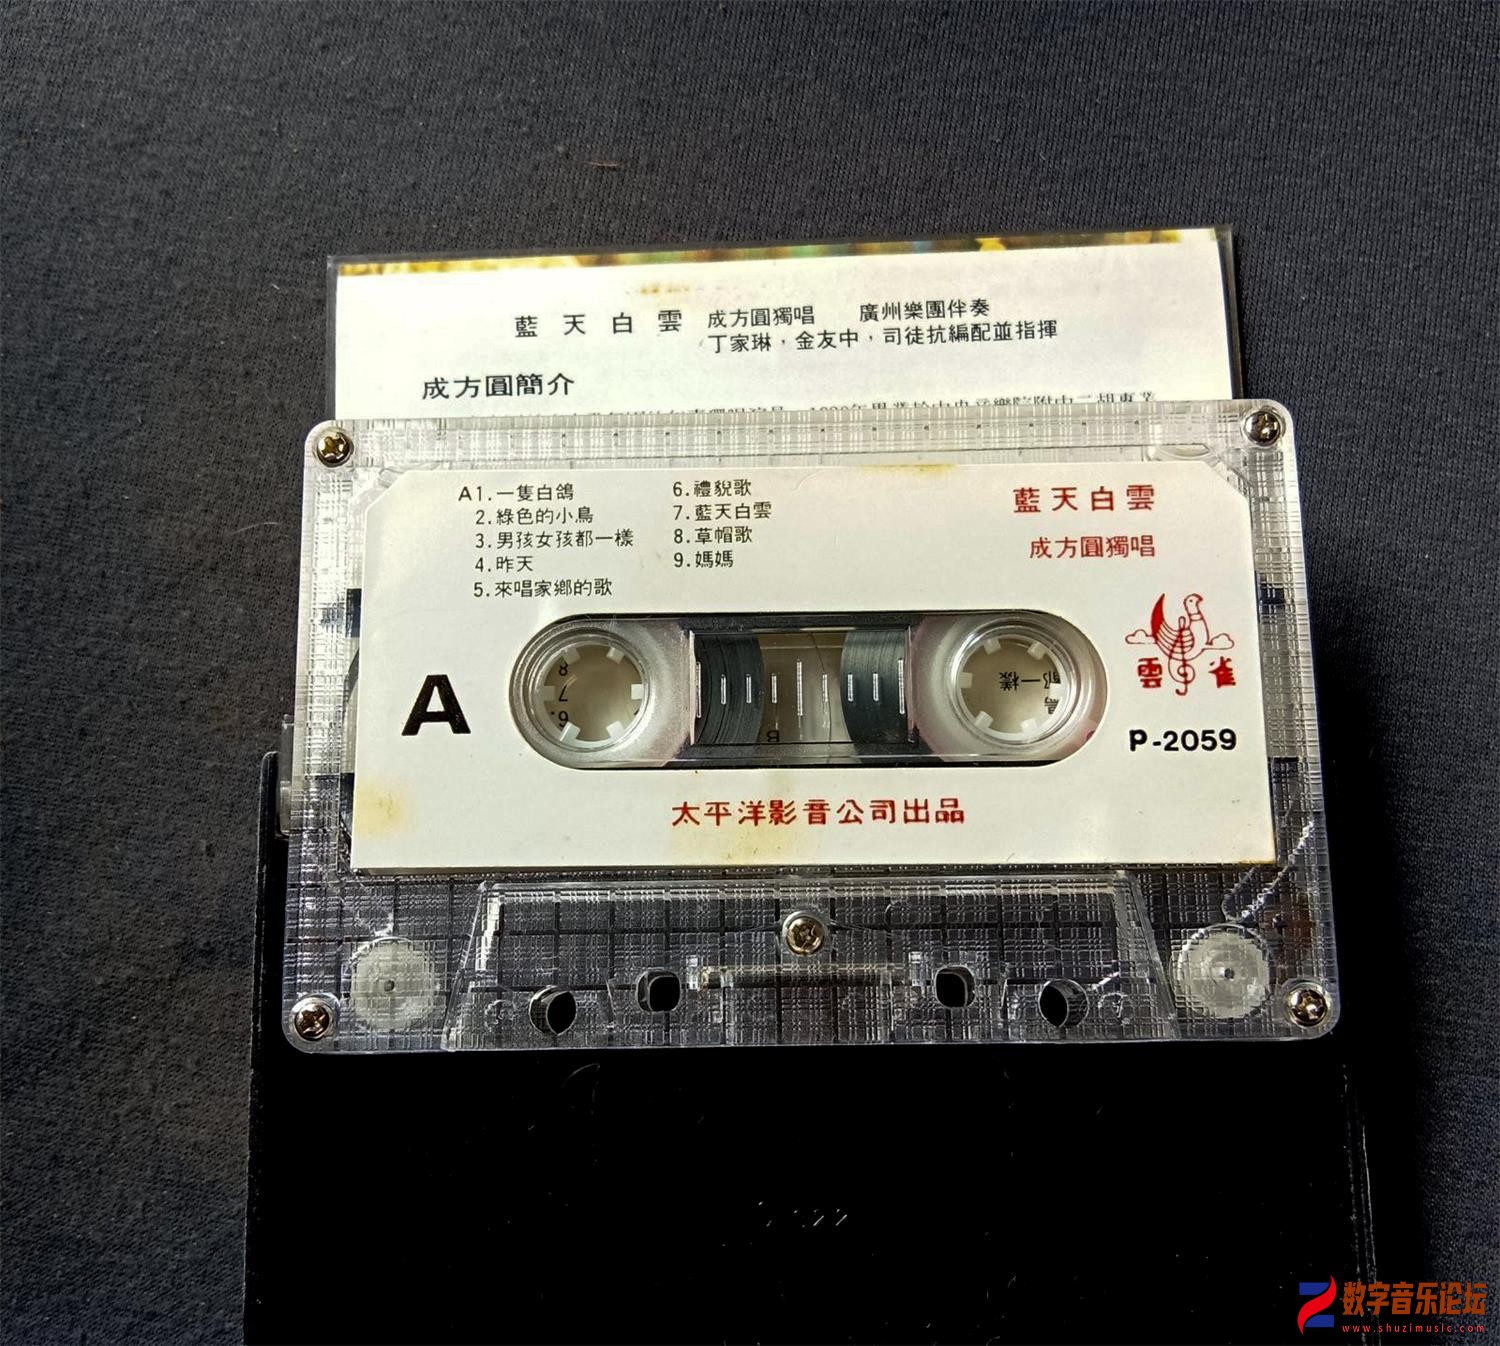 藍天白雲 成方圓獨唱 廣州樂團伴奏
丁家琳，金友中，司徒抗編配並指揮
成方圓簡介
A1.一隻白鴿
2.綠色的小鳥
3.男孩女孩都一樣
4.昨天
5.來唱家鄉的歌
6.禮貌歌
7.藍天白雲
8.草帽歌
9.媽媽
藍天白雲
成方圓獨唱
雲雀
A
P-2059
太平洋影音公司出品
数字音乐论坛
www.shuzimusic.com